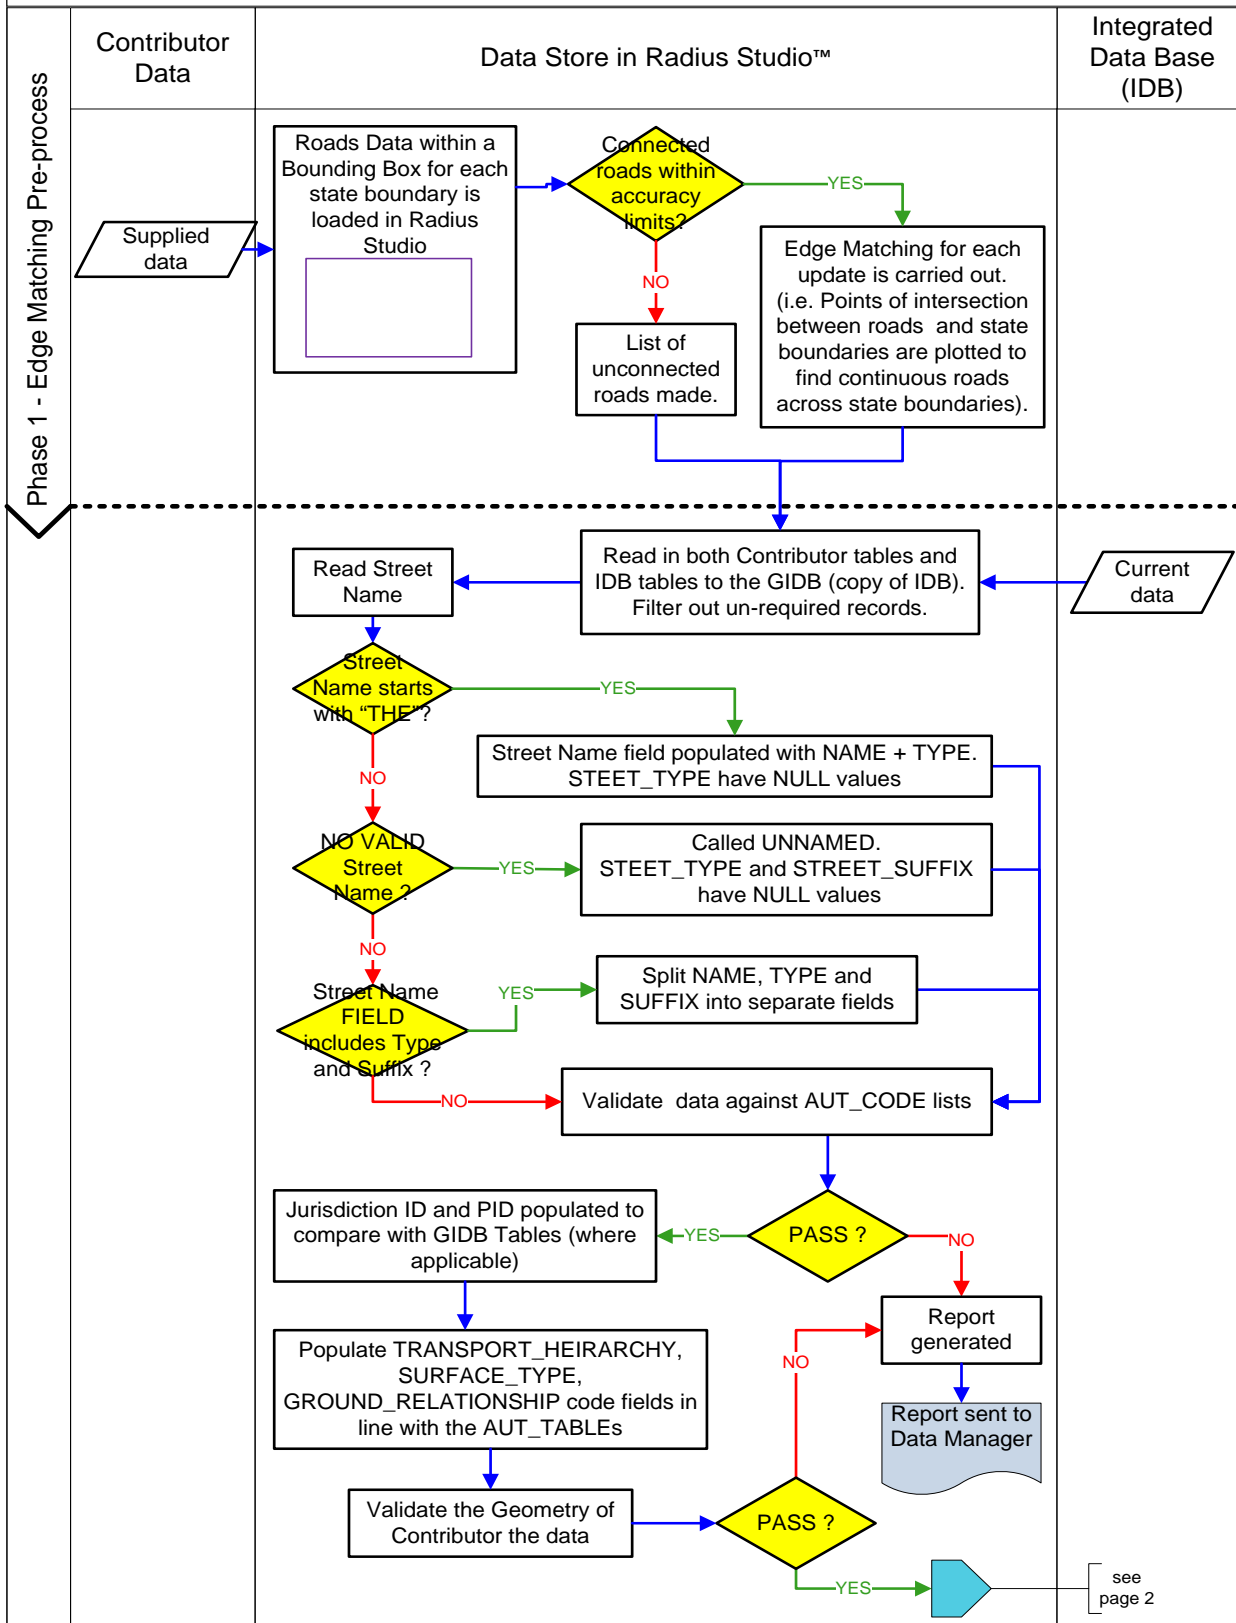 Contributor
Data
Data Store in Radius Studio™
Integrated
Data Base
(IDB)
Phase 1 - Edge Matching Pre-process
Supplied
data
Roads Data within a
Bounding Box for each
state boundary is
loaded in Radius
Studio
Connected
roads within
accuracy
limits?
YES
NO
List of
unconnected
roads made.
Edge Matching for each
update is carried out.
(i.e. Points of intersection
between roads and state
boundaries are plotted to
find continuous roads
across state boundaries).
Read Street
Name
Read in both Contributor tables and
IDB tables to the GIDB (copy of IDB).
Filter out un-required records.
Current
data
Street
Name starts
with “THE”?
YES
Street Name field populated with NAME + TYPE.
STEET_TYPE have NULL values
NO
NO VALID
Street
Name ?
YES
Called UNNAMED.
STEET_TYPE and STREET_SUFFIX
have NULL values
NO
Street Name
FIELD
includes Type
and Suffix ?
YES
Split NAME, TYPE and
SUFFIX into separate fields
NO
Validate data against AUT_CODE lists
PASS ?
YES
NO
Jurisdiction ID and PID populated to
compare with GIDB Tables (where
applicable)
Report
generated
Populate TRANSPORT_HEIRARCHY,
SURFACE_TYPE,
GROUND_RELATIONSHIP code fields in
line with the AUT_TABLEs
NO
Report sent to
Data Manager
Validate the Geometry of
Contributor the data
PASS ?
YES
see
page 2